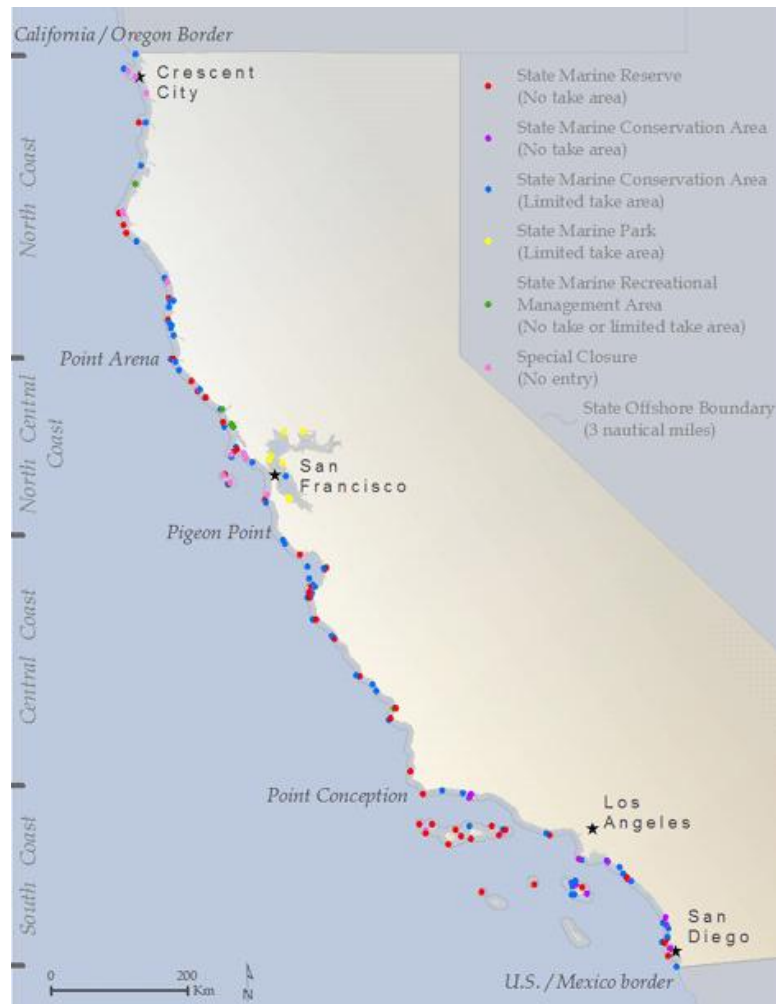 California / Oregon Border
Crescent
City
State Marine Reserve
(No take area)
State Marine Conservation Area
(No take area)
State Marine Conservation Area
(Limited take area)
State Marine Park
(Limited take area)
State Marine Recreational
Management Area
(No take or limited take area)
Special Closure
(No entry)
State Offshore Boundary
(3 nautical miles)
North Coast
Point Arena
North Central
Coast
San
Francisco
Pigeon Point
Central Coast
Point Conception
Los
Angeles
South Coast
San
Diego
U.S. / Mexico border
0 200
Km
N